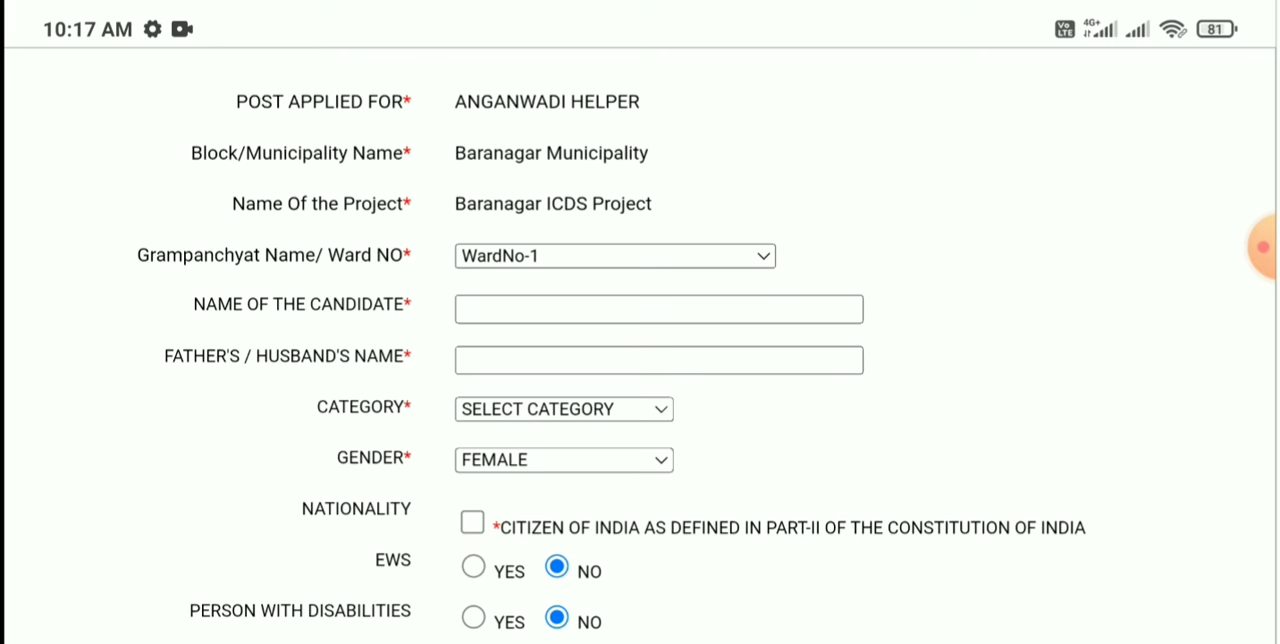 10:17 AM Vo LTE 4G+ 81
POST APPLIED FOR* ANGANWADI HELPER
Block/Municipality Name* Baranagar Municipality
Name Of the Project* Baranagar ICDS Project
Grampanchyat Name/ Ward NO* WardNo-1
NAME OF THE CANDIDATE*
FATHER'S / HUSBAND'S NAME*
CATEGORY* SELECT CATEGORY
GENDER* FEMALE
NATIONALITY *CITIZEN OF INDIA AS DEFINED IN PART-II OF THE CONSTITUTION OF INDIA
EWS YES NO
PERSON WITH DISABILITIES YES NO